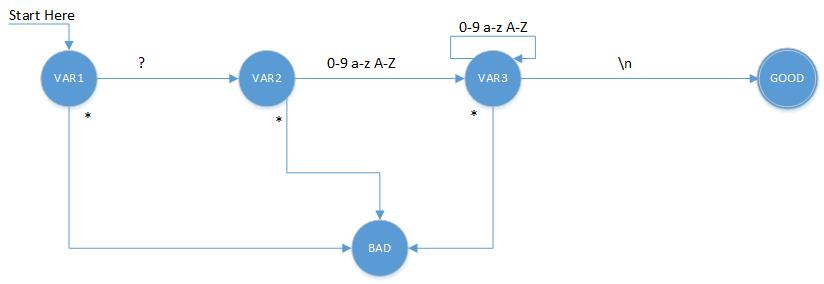 Start Here
0-9 a-z A-Z
?
0-9 a-z A-Z
\n
VAR1
VAR2
VAR3
GOOD
*
*
*
BAD